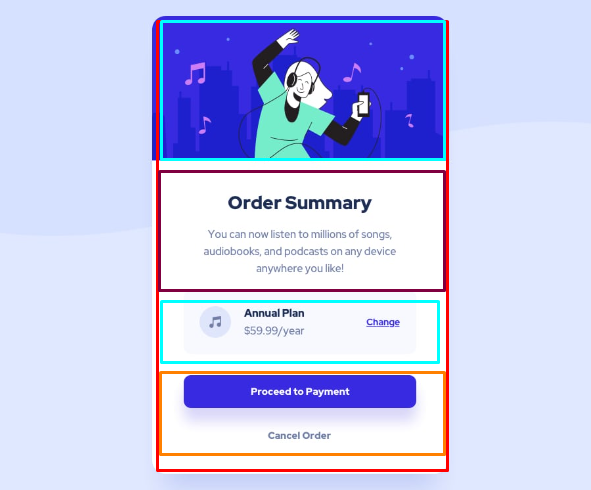 Order Summary
You can now listen to millions of songs,
audiobooks, and podcasts on any device
anywhere you like!
Annual Plan
Change
$59.99/year
Proceed to Payment
Cancel Order